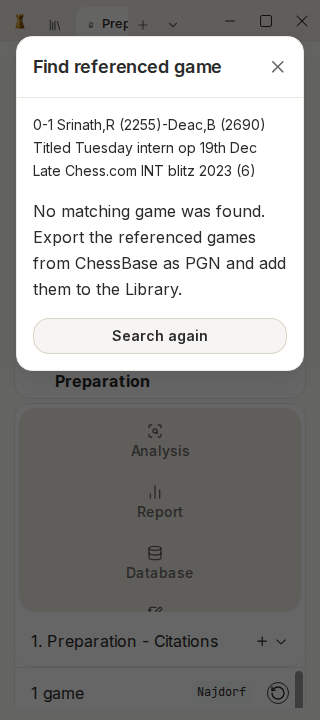 Prep
Find referenced game
0-1 Srinath,R (2255)-Deac,B (2690)
Titled Tuesday intern op 19th Dec
Late Chess.com INT blitz 2023 (6)
No matching game was found.
Export the referenced games
from ChessBase as PGN and add
them to the Library.
Search again
Preparation
Analysis
Report
Database
1. Preparation - Citations
1 game
Najdorf